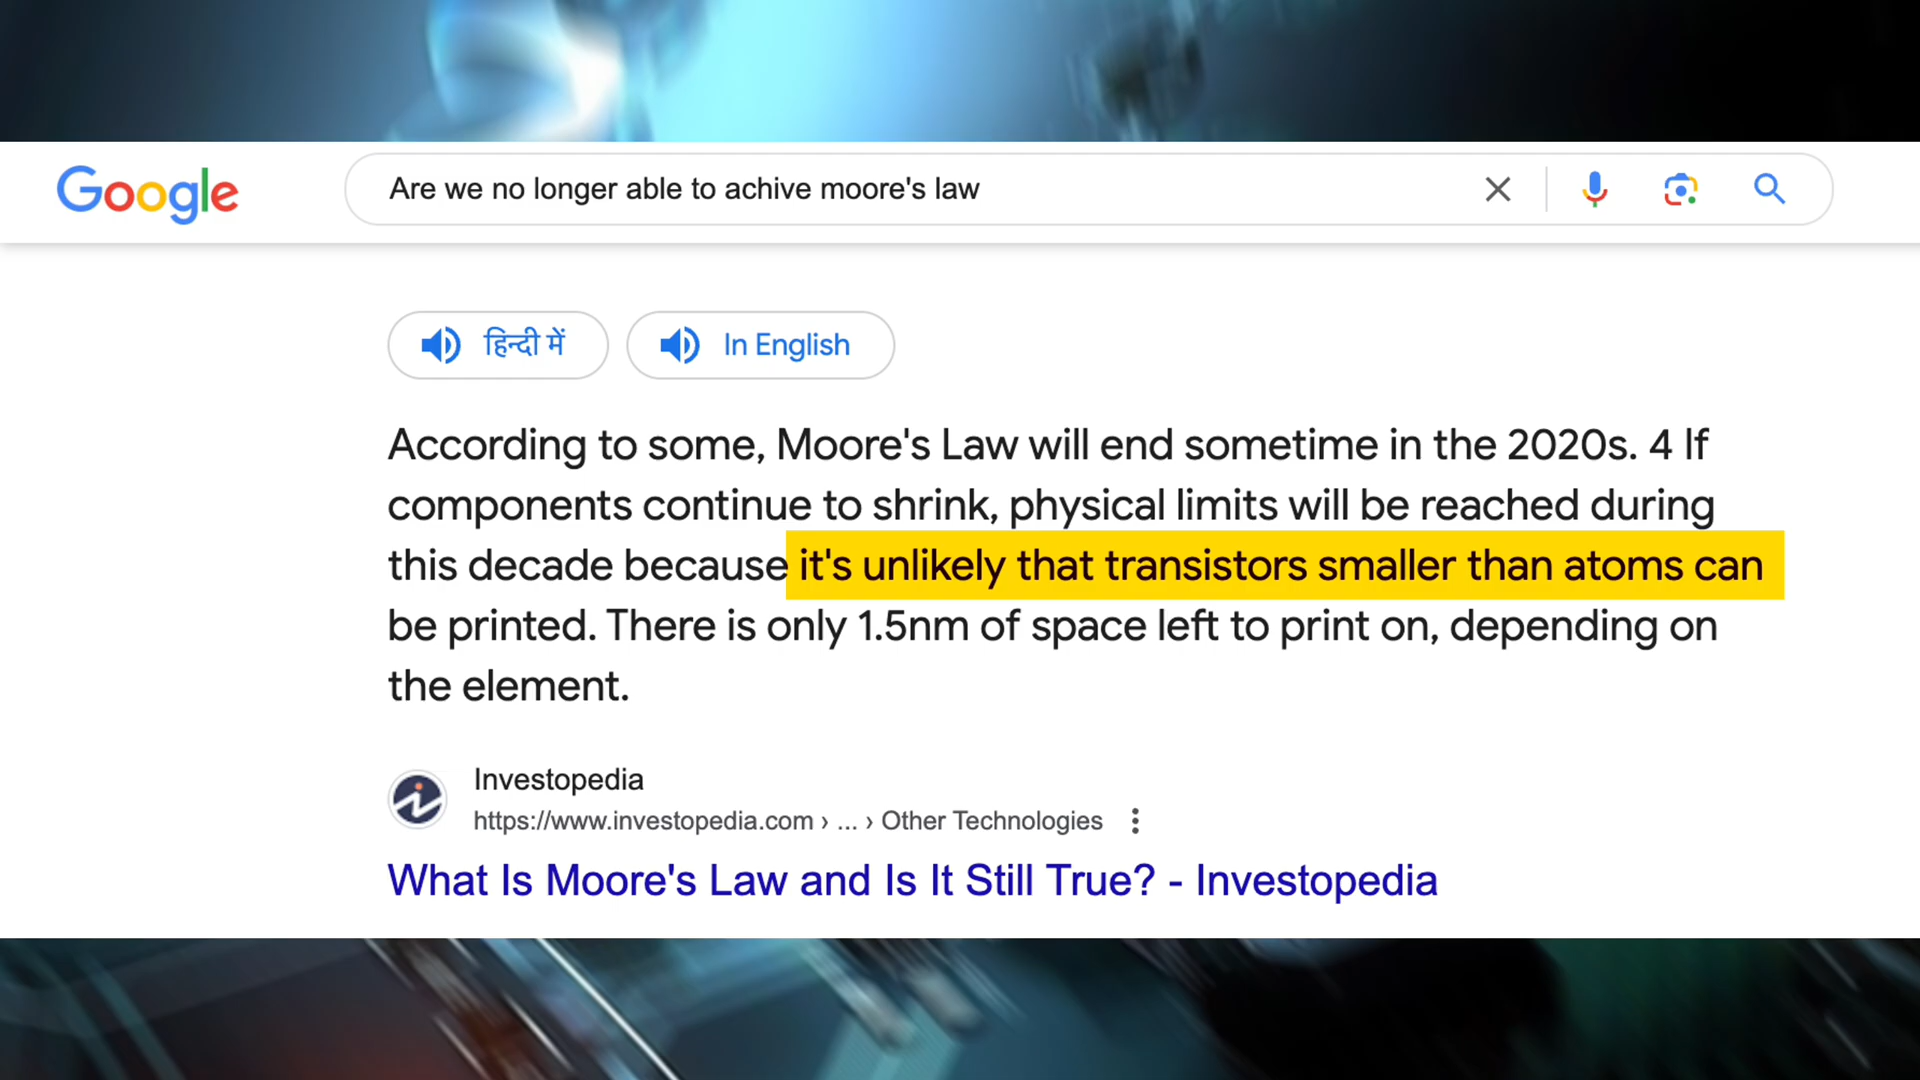 Google
Are we no longer able to achive moore's law
हिन्दी में
In English
According to some, Moore's Law will end sometime in the 2020s. 4 If
components continue to shrink, physical limits will be reached during
this decade because it's unlikely that transistors smaller than atoms can
be printed. There is only 1.5nm of space left to print on, depending on
the element.
Investopedia
https://www.investopedia.com › ... › Other Technologies
What Is Moore's Law and Is It Still True? - Investopedia